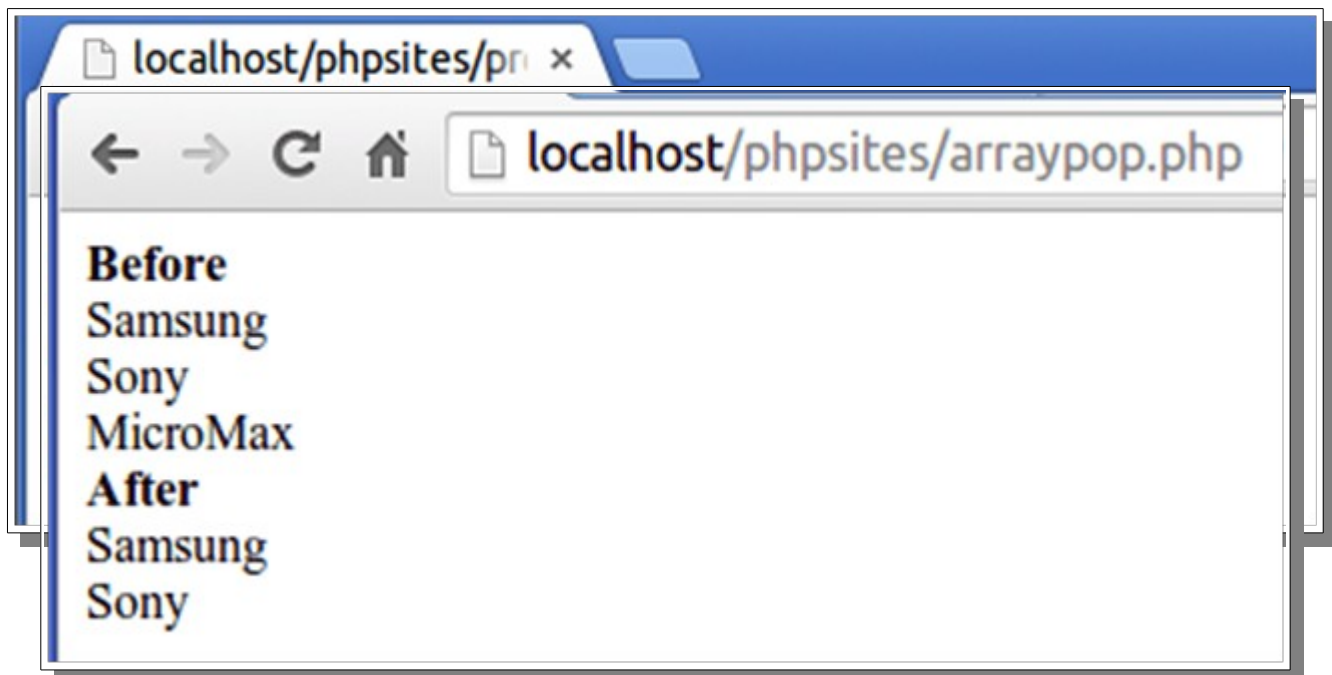 localhost/phpsites/pr
localhost/phpsites/arraypop.php
Before
Samsung
Sony
MicroMax
After
Samsung
Sony